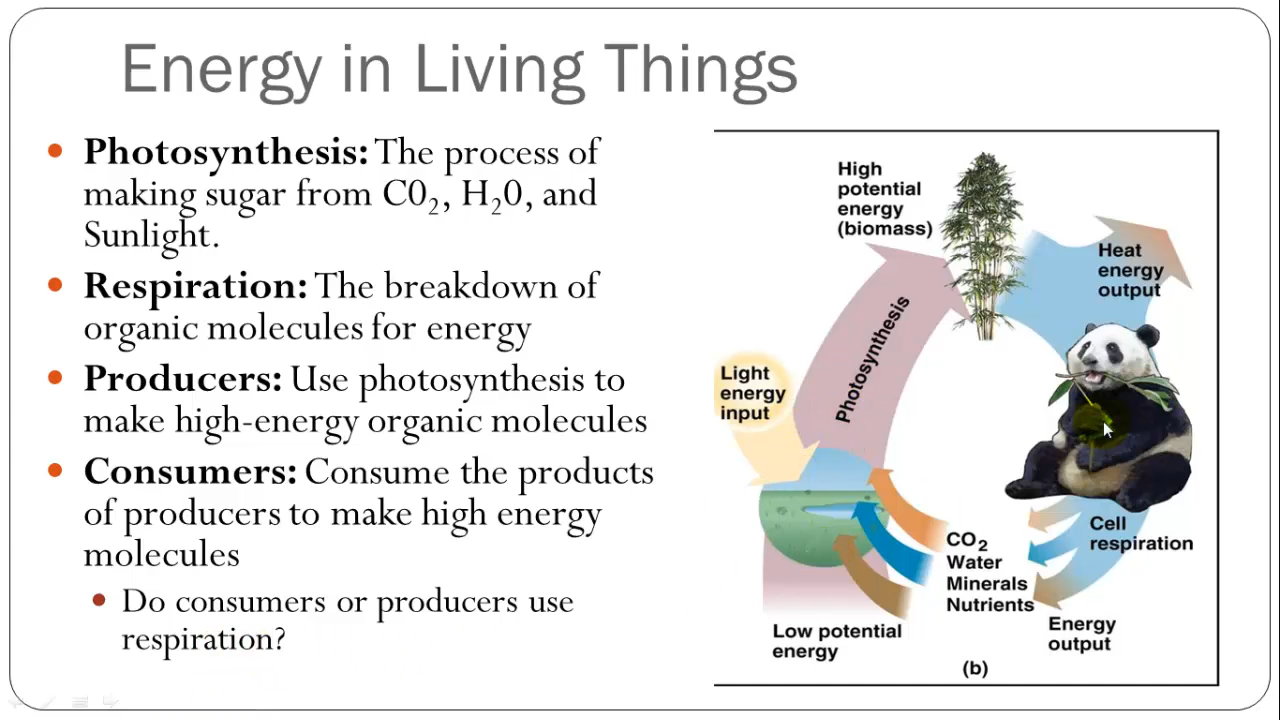 Energy in Living Things
• Photosynthesis: The process of
making sugar from C0₂, H₂0, and
Sunlight.
• Respiration: The breakdown of
organic molecules for energy
• Producers: Use photosynthesis to
make high-energy organic molecules
• Consumers: Consume the products
of producers to make high energy
molecules
• Do consumers or producers use
respiration?
High
potential
energy
(biomass)
Heat
energy
output
Photosynthesis
Light
energy
input
Cell
respiration
CO₂
Water
Minerals
Nutrients
Energy
output
Low potential
energy
(b)